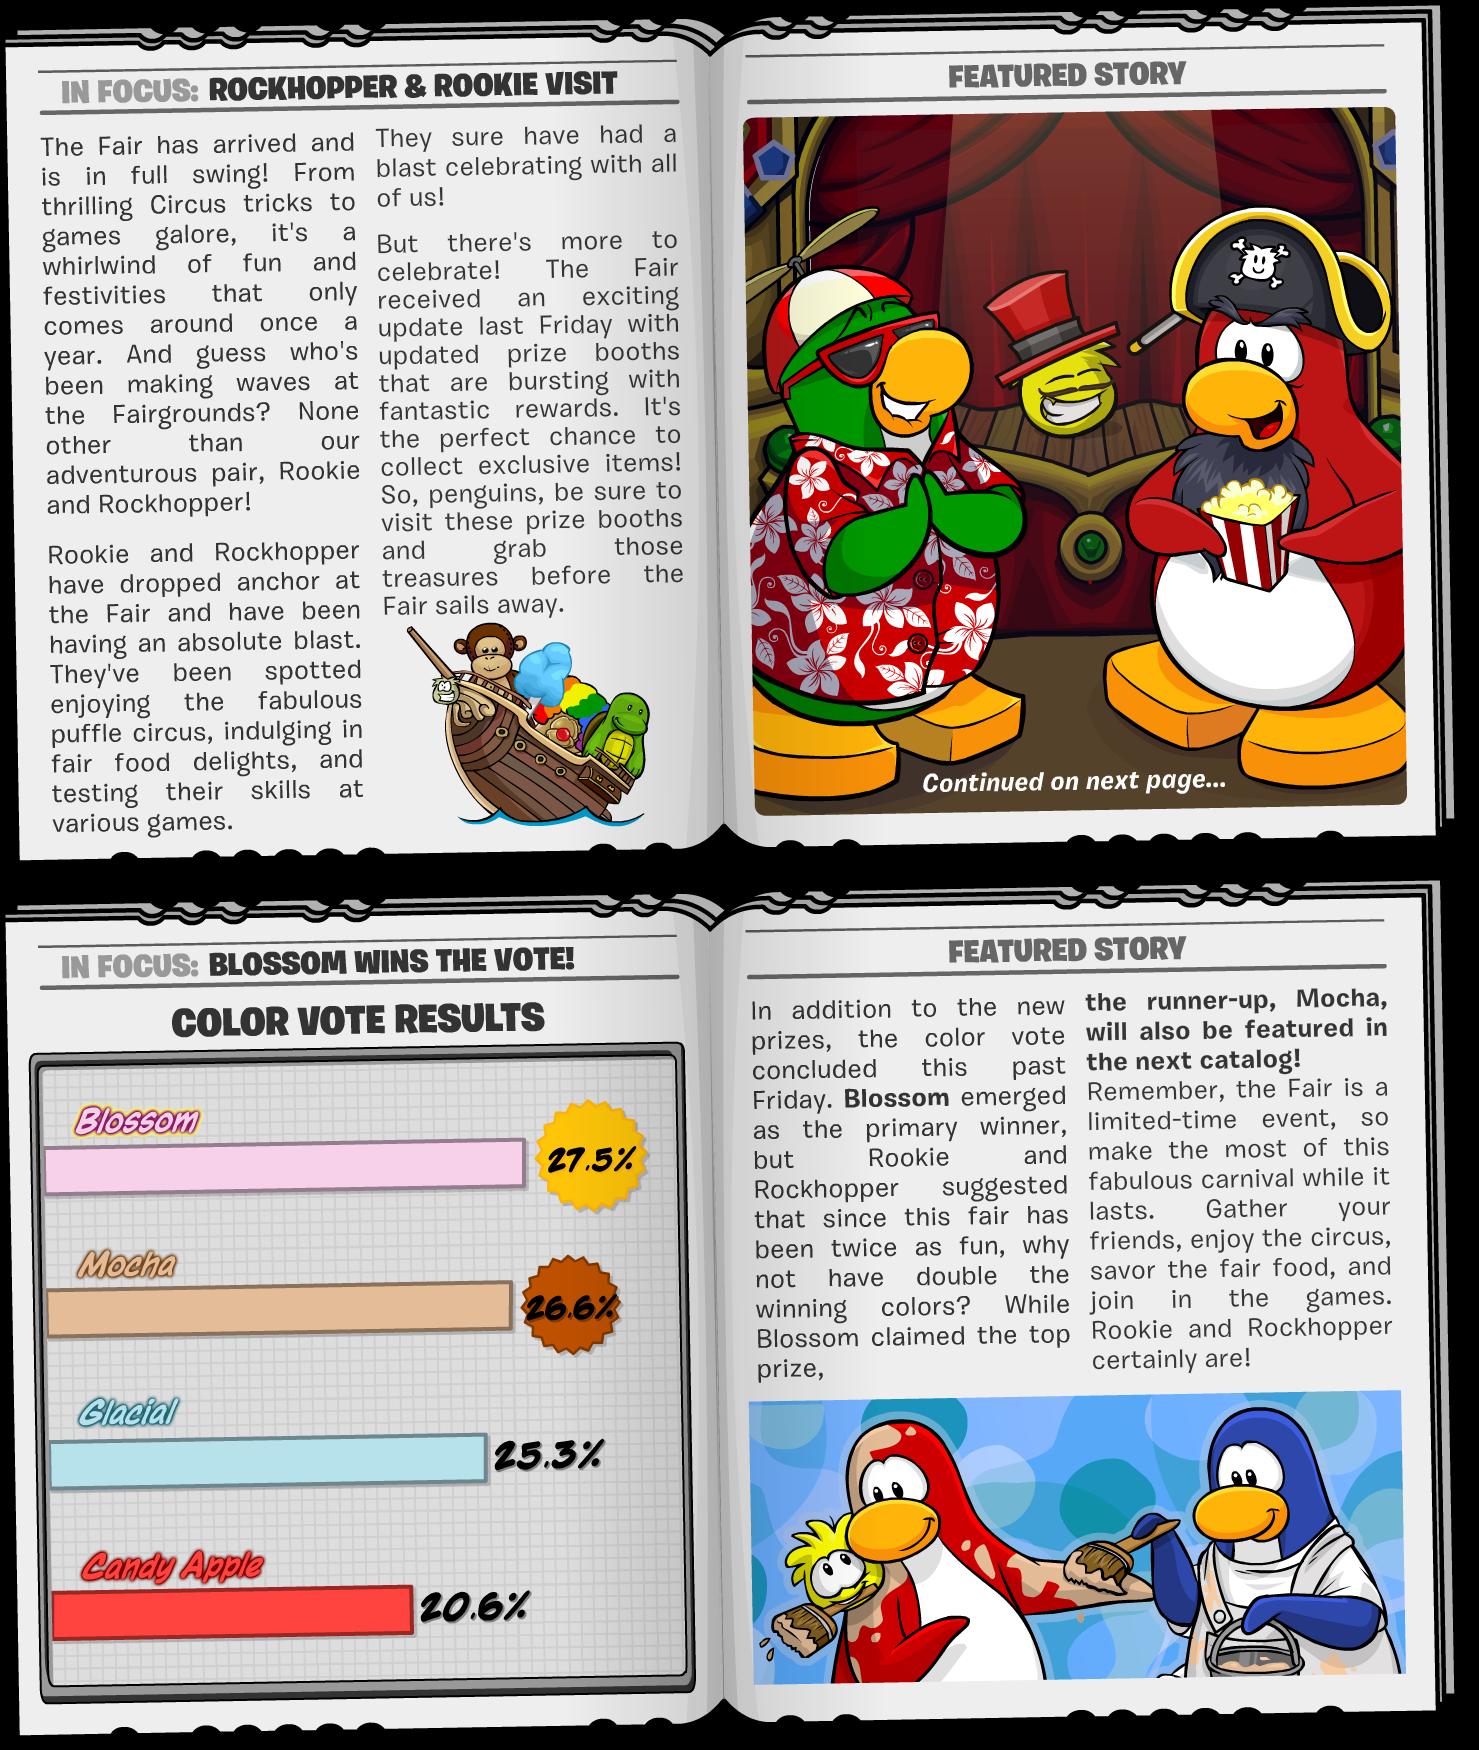 IN FOCUS: ROCKHOPPER & ROOKIE VISIT
The Fair has arrived and
is in full swing! From
thrilling Circus tricks to
games galore, it's a
whirlwind of fun and
festivities that only
comes around once a
year. And guess who's
been making waves at
the Fairgrounds? None
other than our
adventurous pair, Rookie
and Rockhopper!
Rookie and Rockhopper
have dropped anchor at
the Fair and have been
having an absolute blast.
They've been spotted
enjoying the fabulous
puffle circus, indulging in
fair food delights, and
testing their skills at
various games.
They sure have had a
blast celebrating with all
of us!
But there's more to
celebrate! The Fair
received an exciting
update last Friday with
updated prize booths
that are bursting with
fantastic rewards. It's
the perfect chance to
collect exclusive items!
So, penguins, be sure to
visit these prize booths
and grab those
treasures before the
Fair sails away.
FEATURED STORY
Continued on next page...
IN FOCUS: BLOSSOM WINS THE VOTE!
COLOR VOTE RESULTS
Blossom
27.5%
Mocha
26.6%
Glacial
25.3%
Candy Apple
20.6%
FEATURED STORY
In addition to the new
prizes, the color vote
concluded this past
Friday. Blossom emerged
as the primary winner,
but Rookie and
Rockhopper suggested
that since this fair has
been twice as fun, why
not have double the
winning colors? While
Blossom claimed the top
prize,
the runner-up, Mocha,
will also be featured in
the next catalog!
Remember, the Fair is a
limited-time event, so
make the most of this
fabulous carnival while it
lasts. Gather your
friends, enjoy the circus,
savor the fair food, and
join in the games.
Rookie and Rockhopper
certainly are!